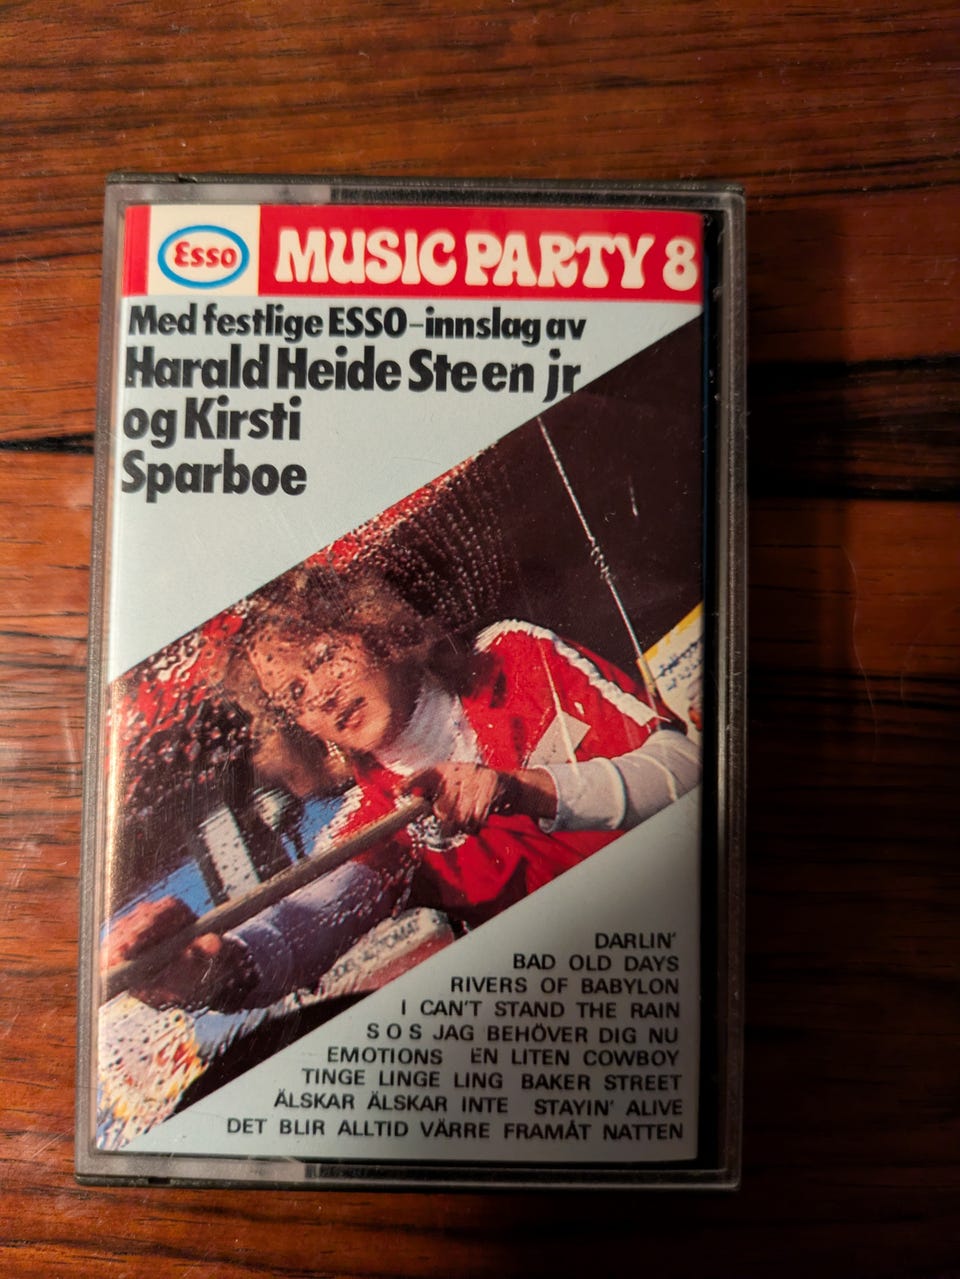 Esso
MUSIC PARTY 8
Med festlige ESSO-innslag av
Harald Heide Steen jr
og Kirsti
Sparboe
DARLIN'
BAD OLD DAYS
RIVERS OF BABYLON
I CAN'T STAND THE RAIN
S O S JAG BEHÖVER DIG NU
EMOTIONS EN LITEN COWBOY
TINGE LINGE LING BAKER STREET
ÄLSKAR ÄLSKAR INTE STAYIN' ALIVE
DET BLIR ALLTID VÄRRE FRAMÅT NATTEN